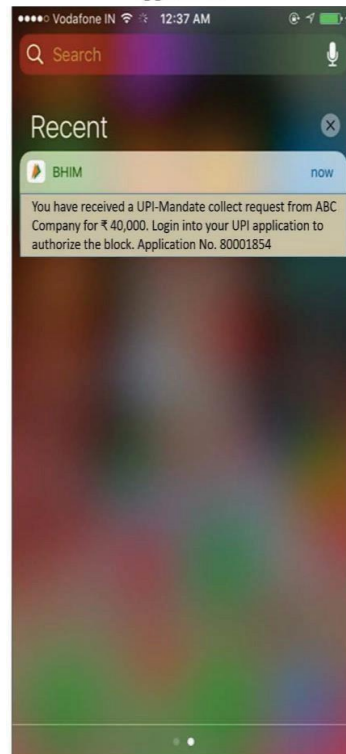 Vodafone IN 12:37 AM
Search
Recent
BHIM now
You have received a UPI-Mandate collect request from ABC
Company for ₹ 40,000. Login into your UPI application to
authorize the block. Application No. 80001854